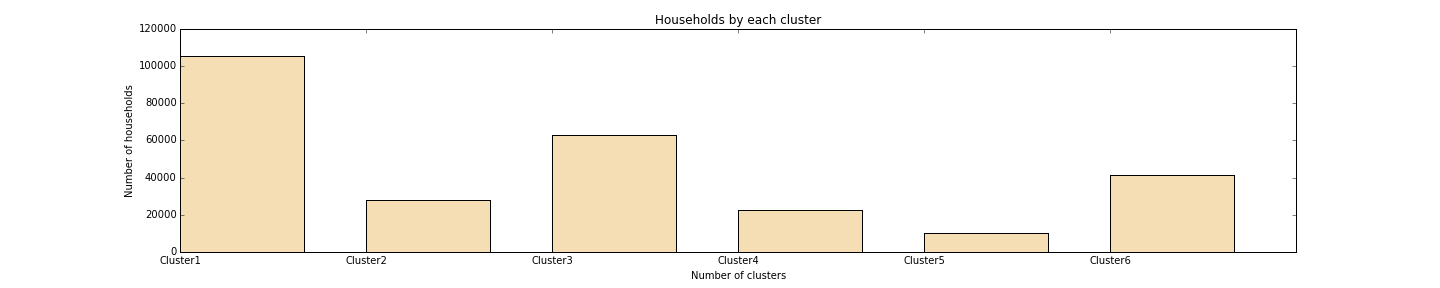 Households by each cluster
120000
100000
80000
60000
40000
20000
0
Number of households
Cluster1 Cluster2 Cluster3 Cluster4 Cluster5 Cluster6
Number of clusters